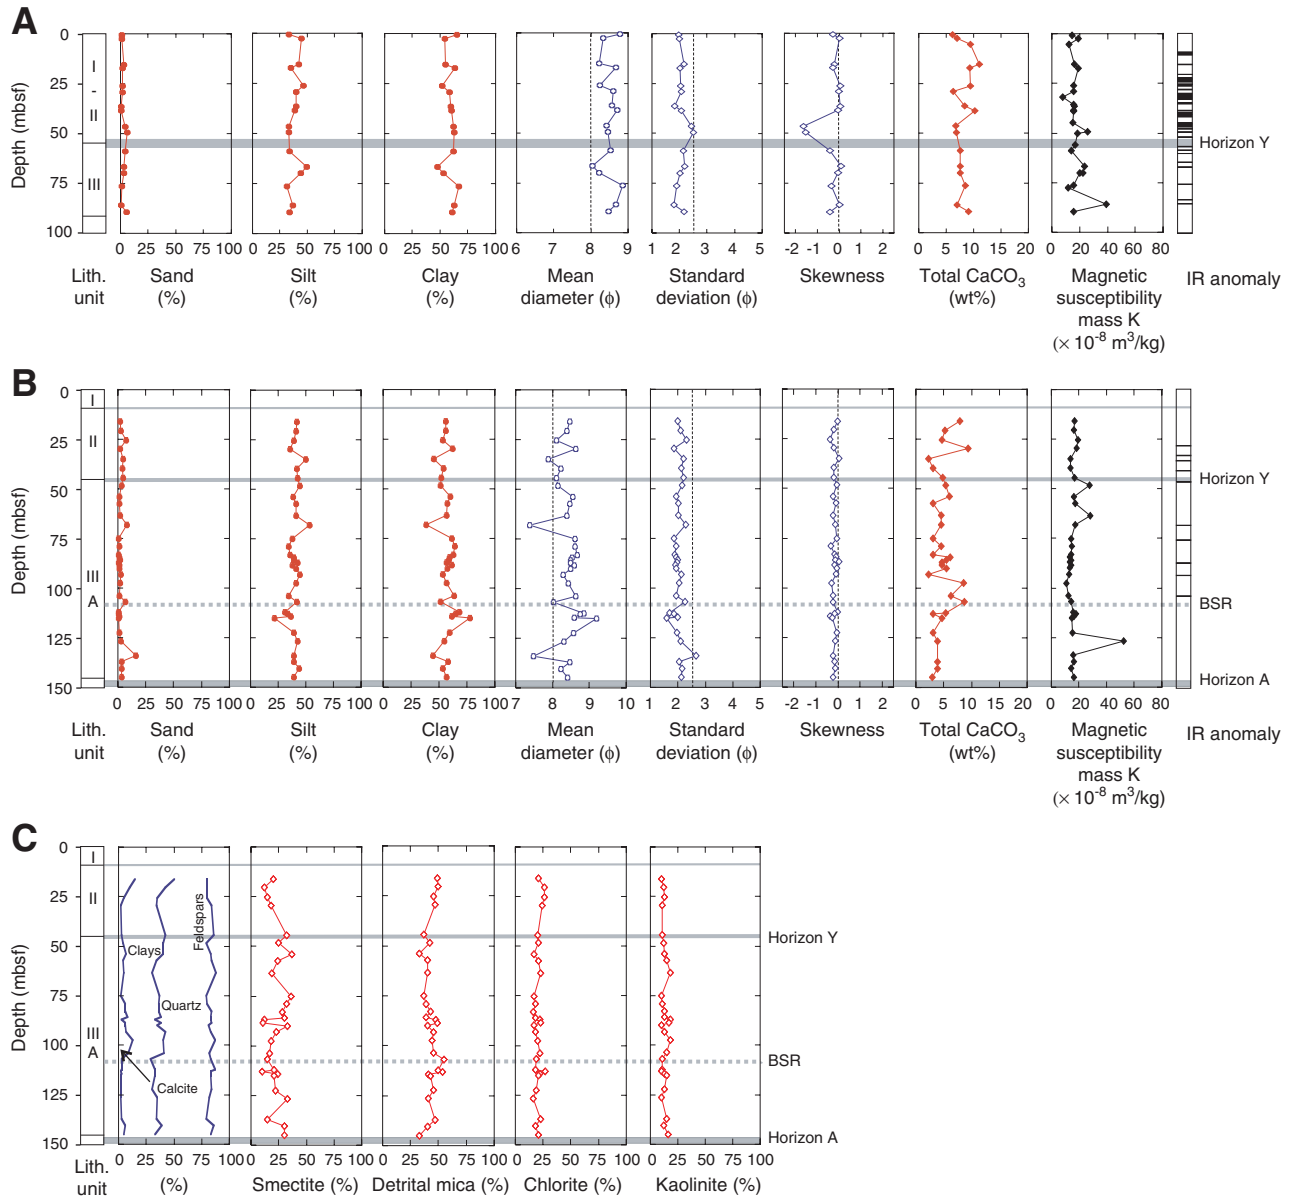 A
0
25
50
75
100
Depth (mbsf)
I
-
II
III
Horizon Y
0 25 50 75 100
0 25 50 75 100
0 25 50 75 100
6 7 8 9
1 2 3 4 5
-2 -1 0 1 2
0 5 10 15 20
0 20 40 60 80
Lith. unit
Sand (%)
Silt (%)
Clay (%)
Mean diameter (ϕ)
Standard deviation (ϕ)
Skewness
Total CaCO3 (wt%)
Magnetic susceptibility mass K (× 10-8 m3/kg)
IR anomaly
B
0
25
50
75
100
125
150
Depth (mbsf)
I
II
III
A
Horizon Y
BSR
Horizon A
0 25 50 75 100
0 25 50 75 100
0 25 50 75 100
7 8 9 10
1 2 3 4 5
-2 -1 0 1 2
0 5 10 15 20
0 20 40 60 80
Lith. unit
Sand (%)
Silt (%)
Clay (%)
Mean diameter (ϕ)
Standard deviation (ϕ)
Skewness
Total CaCO3 (wt%)
Magnetic susceptibility mass K (× 10-8 m3/kg)
IR anomaly
C
0
25
50
75
100
125
150
Depth (mbsf)
I
II
III
A
Clays
Quartz
Feldspars
Calcite
Horizon Y
BSR
Horizon A
0 25 50 75 100
0 25 50 75 100
0 25 50 75 100
0 25 50 75 100
0 25 50 75 100
Lith. unit
(%)
Smectite (%)
Detrital mica (%)
Chlorite (%)
Kaolinite (%)